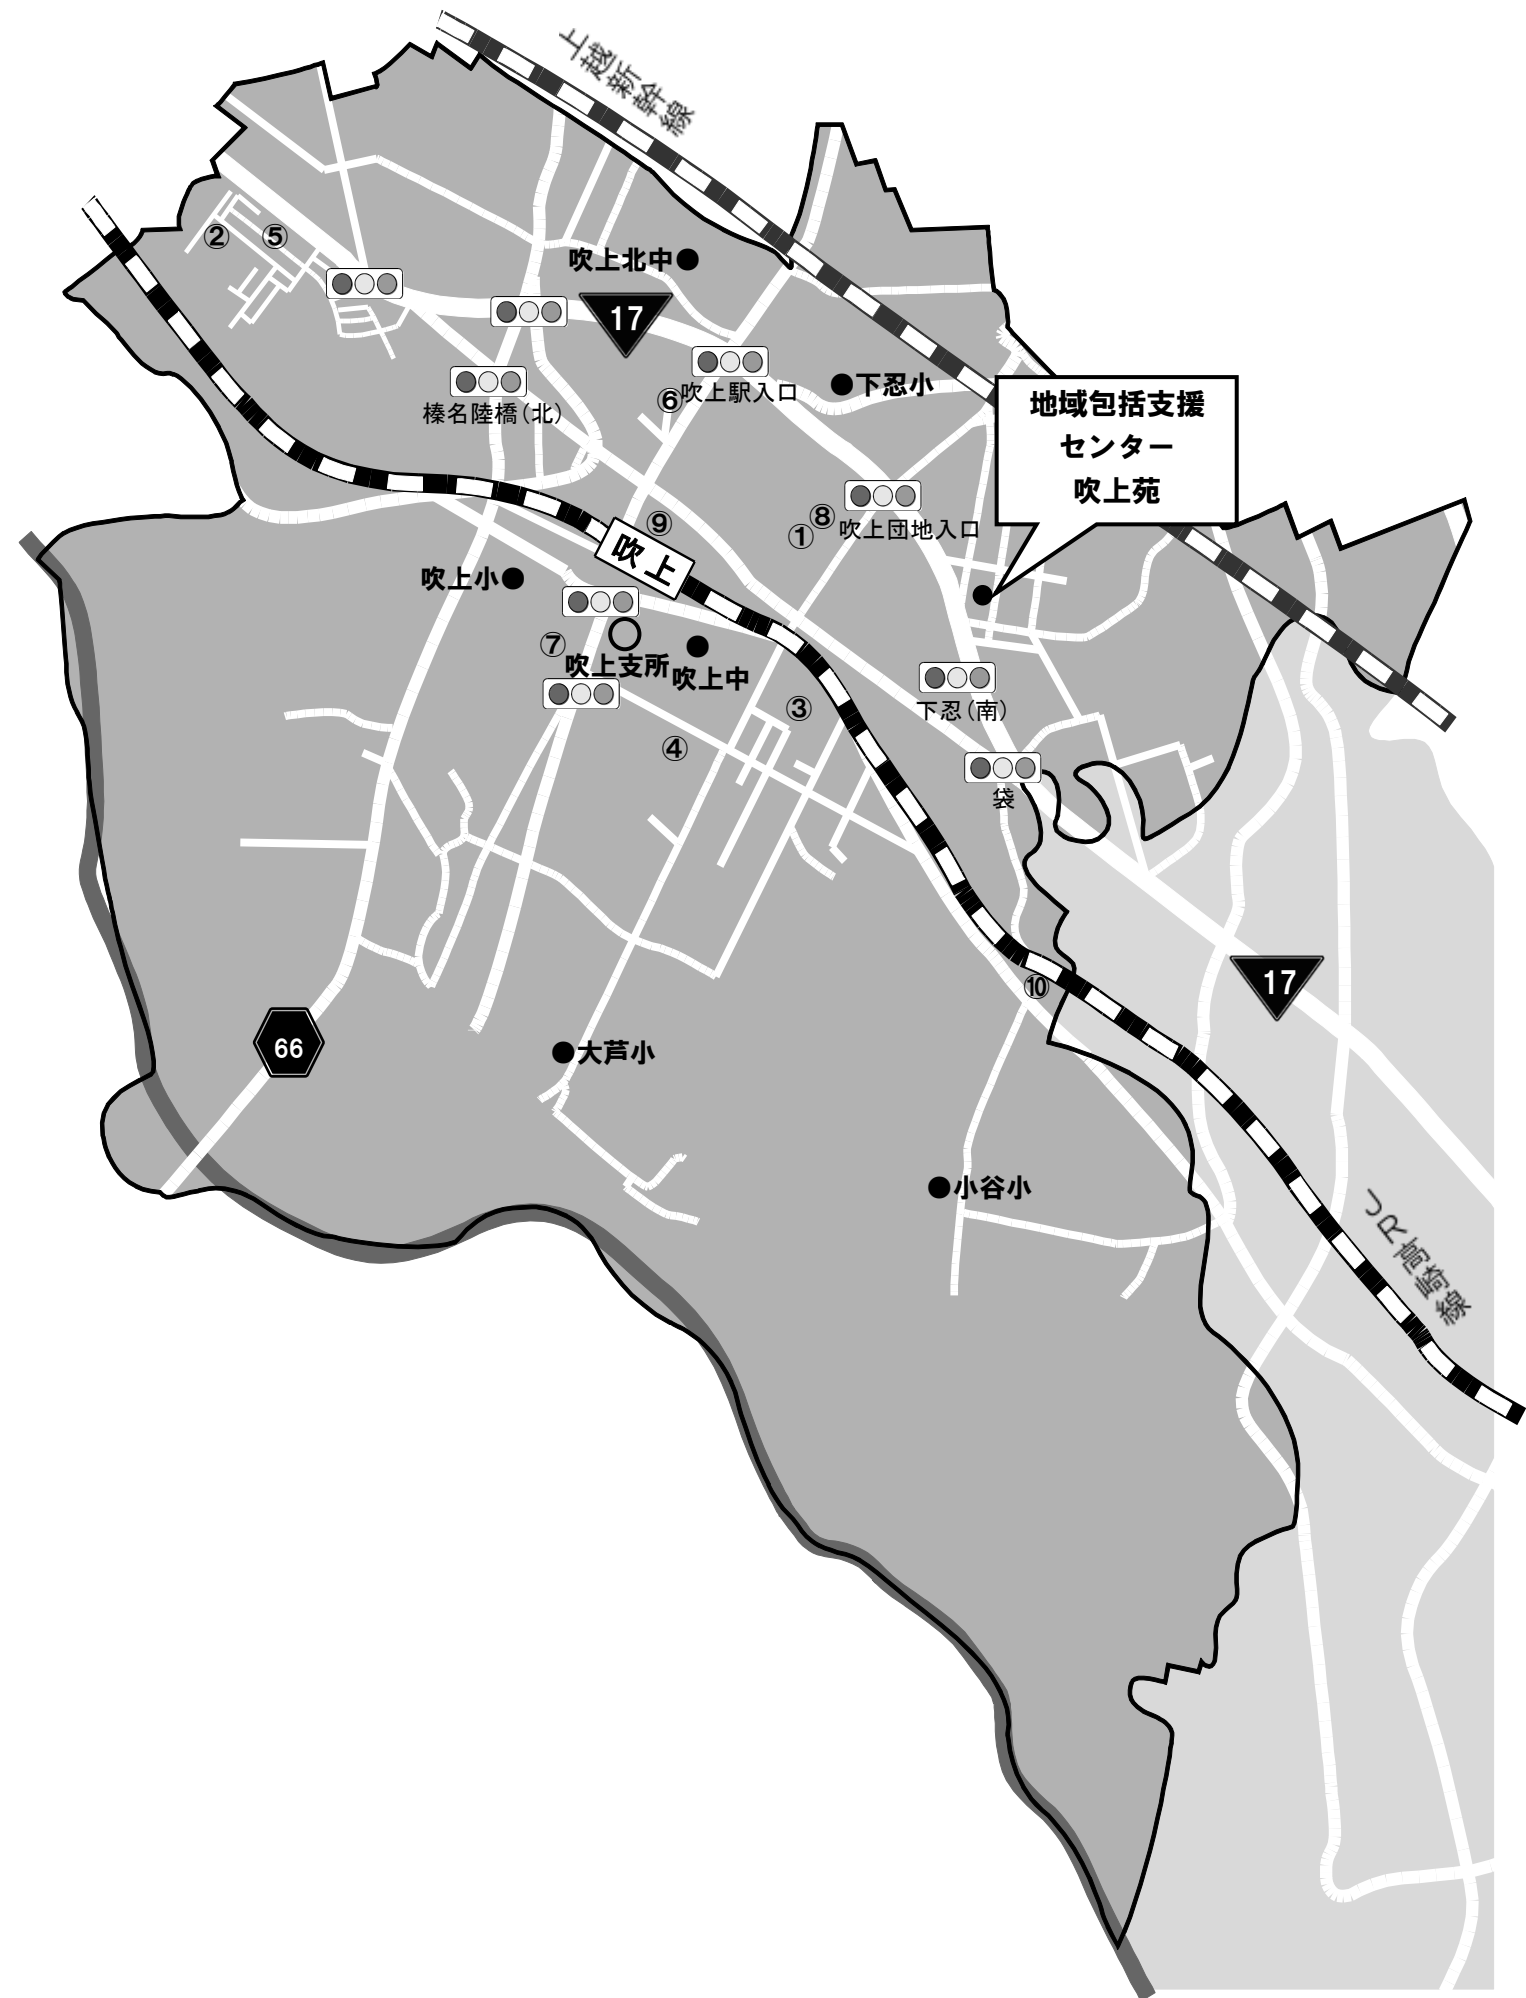 上越新幹線
②
⑤
吹上北中
17
吹上駅入口
⑥
下忍小
榛名陸橋(北)
地域包括支援
センター
吹上苑
⑧
①
吹上団地入口
⑨
吹上
吹上小
⑦
吹上支所
吹上中
③
下忍(南)
④
袋
17
⑩
66
大芦小
小谷小
JR高崎線